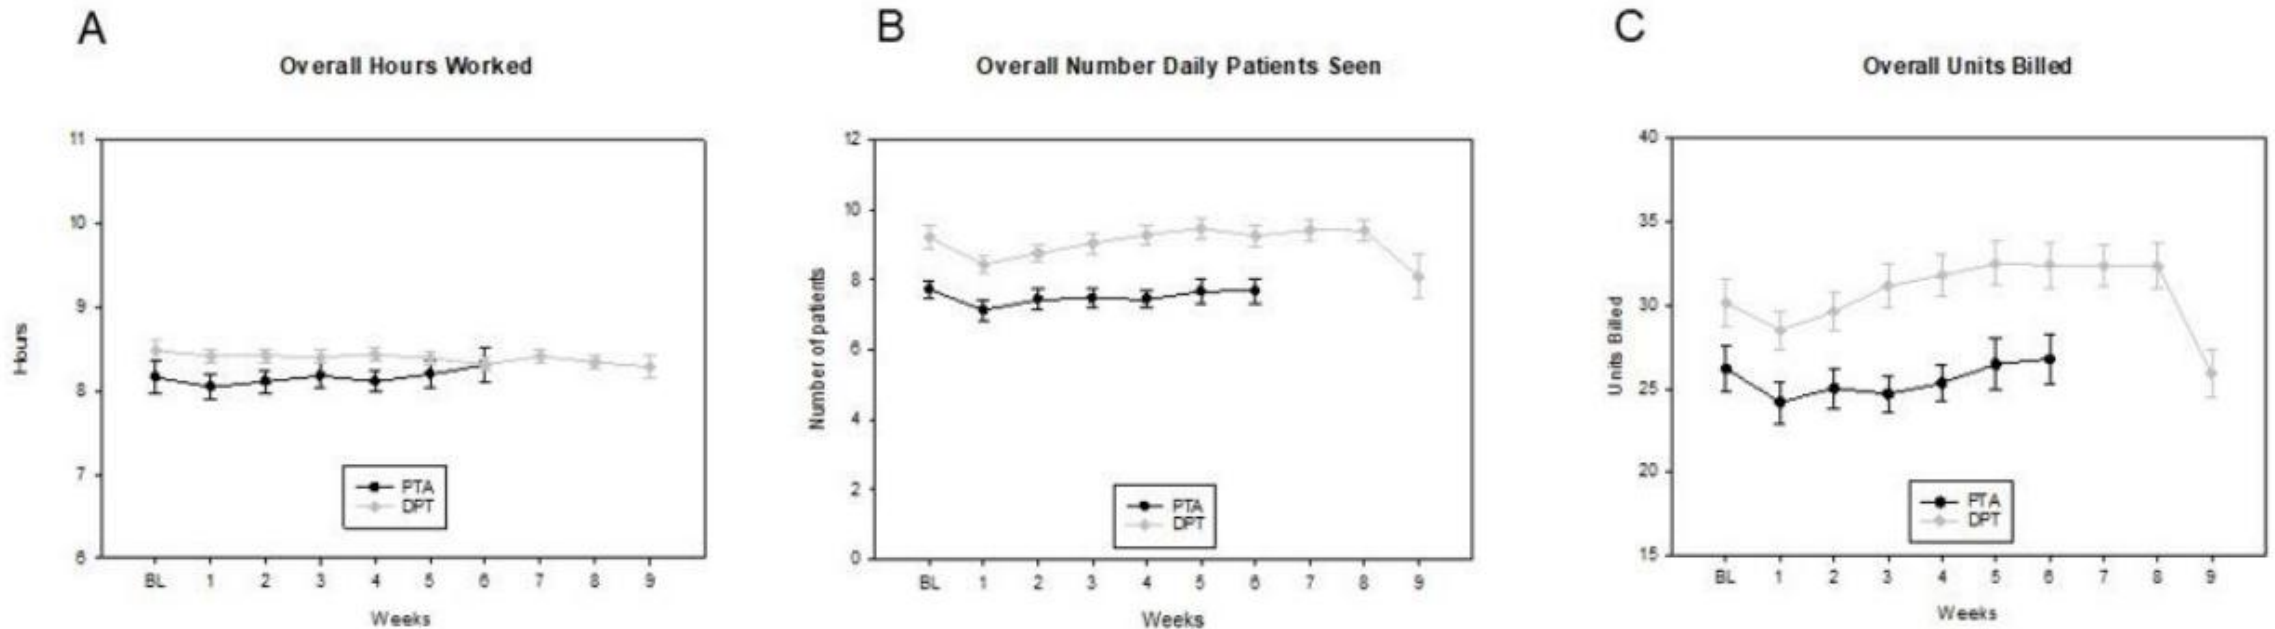 A
Overall Hours Worked
11
10
9
8
7
6
Hours
PTA
DPT
BL 1 2 3 4 5 6 7 8 9
Weeks
B
Overall Number Daily Patients Seen
12
10
8
6
4
2
0
Number of patients
PTA
DPT
BL 1 2 3 4 5 6 7 8 9
Weeks
C
Overall Units Billed
40
35
30
25
20
15
Units Billed
PTA
DPT
BL 1 2 3 4 5 6 7 8 9
Weeks